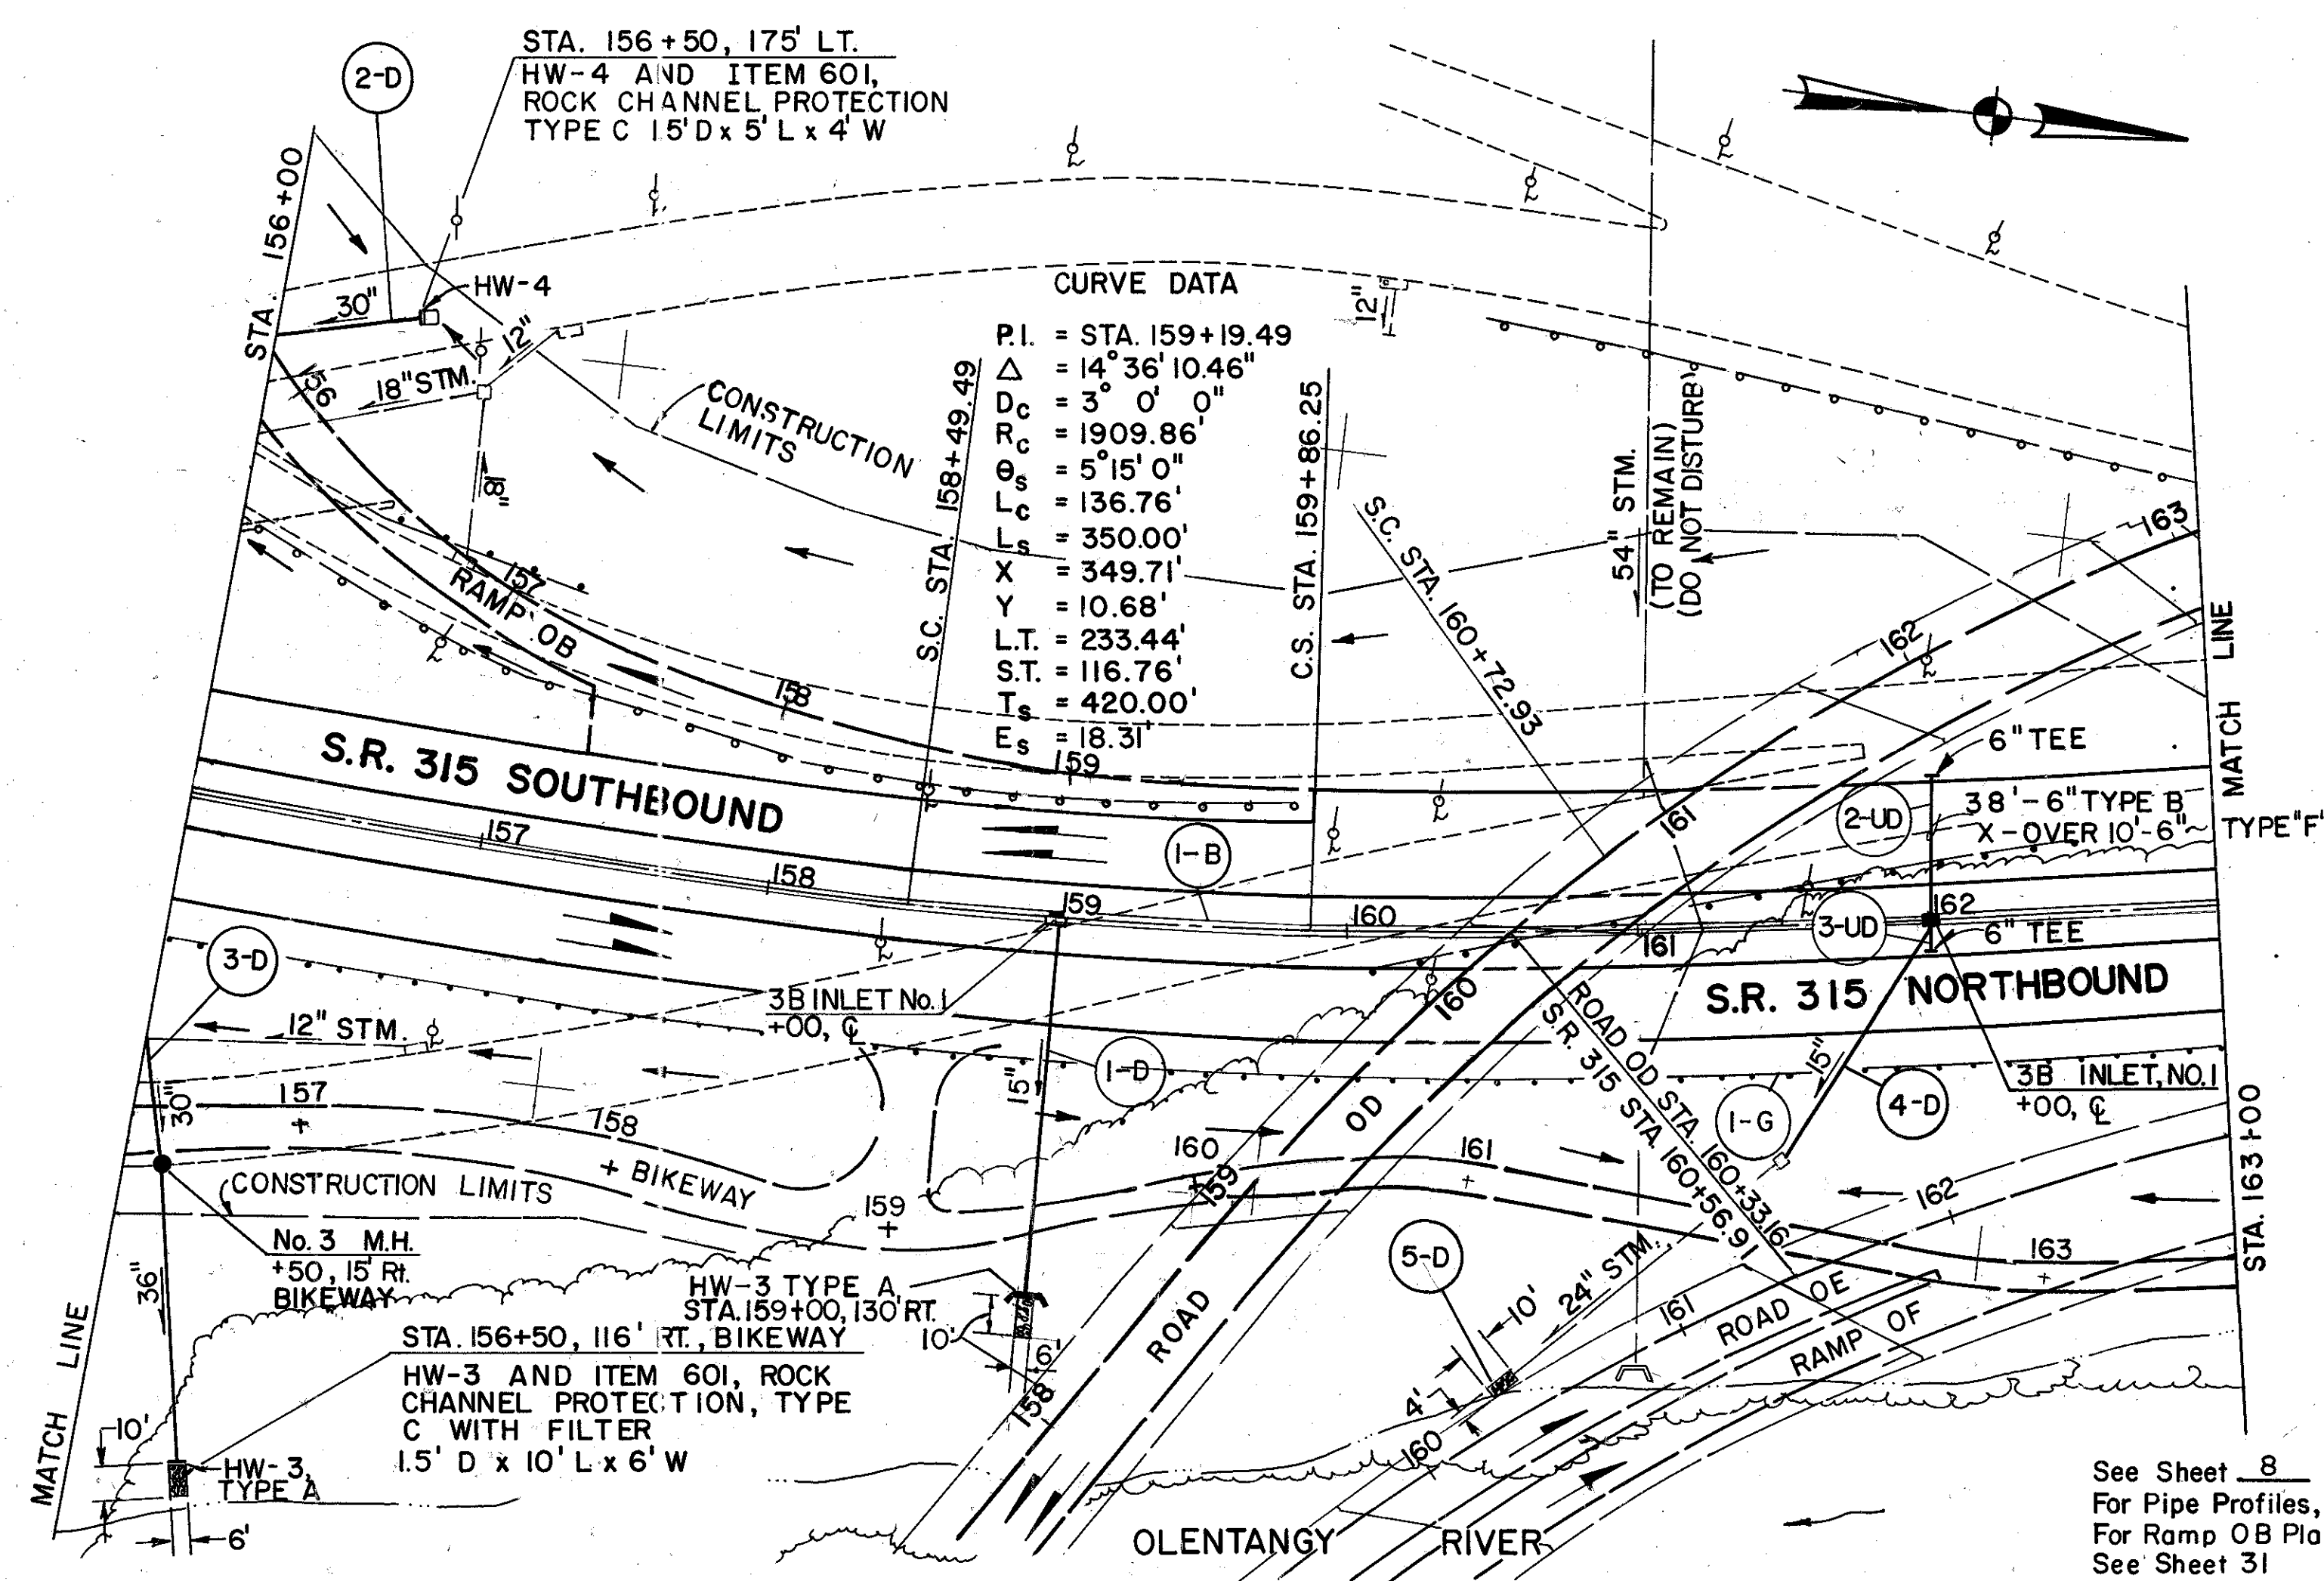 STA. 156+50, 175' LT.
HW-4 AND ITEM 601,
ROCK CHANNEL PROTECTION
TYPE C 1.5' D x 5' L x 4' W
2-D
STA. 156+00
HW-4
30"
12"
18" STM.
18"
156
157
RAMP OB
158
159
CONSTRUCTION
LIMITS
CURVE DATA
P.I. = STA. 159+19.49
Δ = 14° 36' 10.46"
Dc = 3° 0' 0"
Rc = 1909.86'
θs = 5° 15' 0"
Lc = 136.76'
Ls = 350.00'
X = 349.71'
Y = 10.68'
L.T. = 233.44'
S.T. = 116.76'
Ts = 420.00'
Es = 18.31'
S.C. STA. 158+49.49
C.S. STA. 159+86.25
12"
S.C. STA. 160+72.93
54" STM.
(TO REMAIN)
(DO NOT DISTURB)
163
162
161
MATCH LINE
6" TEE
2-UD
38'-6" TYPE B
X-OVER 10'-6"
TYPE "F"
S.R. 315 SOUTHBOUND
157
158
159
160
161
162
1-B
3-UD
6" TEE
S.R. 315 NORTHBOUND
3-D
12" STM.
3B INLET No. 1
+00, ℄
1-D
15"
160
OD
ROAD OD STA. 160+33.16
S.R. 315 STA. 160+56.91
15"
1-G
4-D
3B INLET, NO. 1
+00, ℄
STA. 163+00
30"
157
158
+ BIKEWAY
159
160
161
162
163
159
CONSTRUCTION LIMITS
No. 3 M.H.
+50, 15' Rt.
BIKEWAY
36"
HW-3 TYPE A
STA. 159+00, 130' RT.
10'
6'
158
ROAD
5-D
24" STM.
10'
4'
160
161
ROAD OE
RAMP OF
STA. 156+50, 116' RT., BIKEWAY
HW-3 AND ITEM 601, ROCK
CHANNEL PROTECTION, TYPE
C WITH FILTER
1.5' D x 10' L x 6' W
MATCH LINE
10'
HW-3,
TYPE A
6'
OLENTANGY RIVER
See Sheet 8
For Pipe Profiles,
For Ramp OB Pla
See Sheet 31